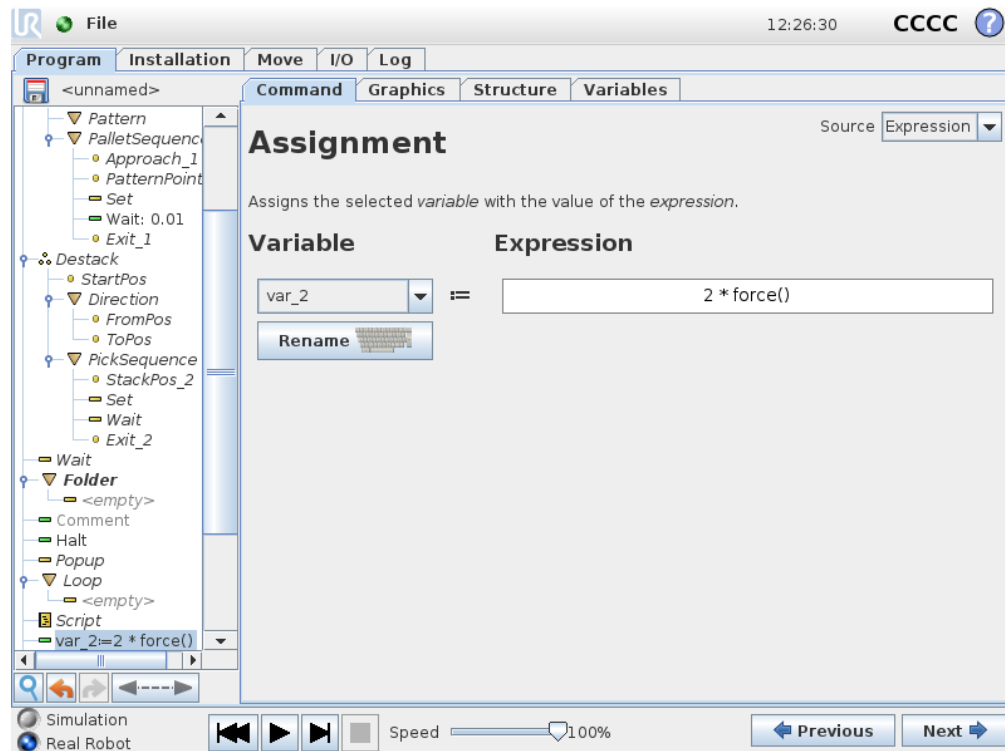 UR File 12:26:30 CCCC ?
Program Installation Move I/O Log
<unnamed>
Command Graphics Structure Variables
Pattern
PalletSequenc
Approach_1
PatternPoint
Set
Wait: 0.01
Exit_1
Destack
StartPos
Direction
FromPos
ToPos
PickSequence
StackPos_2
Set
Wait
Exit_2
Wait
Folder
<empty>
Comment
Halt
Popup
Loop
<empty>
Script
var_2:=2 * force()
Assignment
Source Expression
Assigns the selected variable with the value of the expression.
Variable Expression
var_2 := 2 * force()
Rename
Simulation
Real Robot
Speed 100%
Previous Next